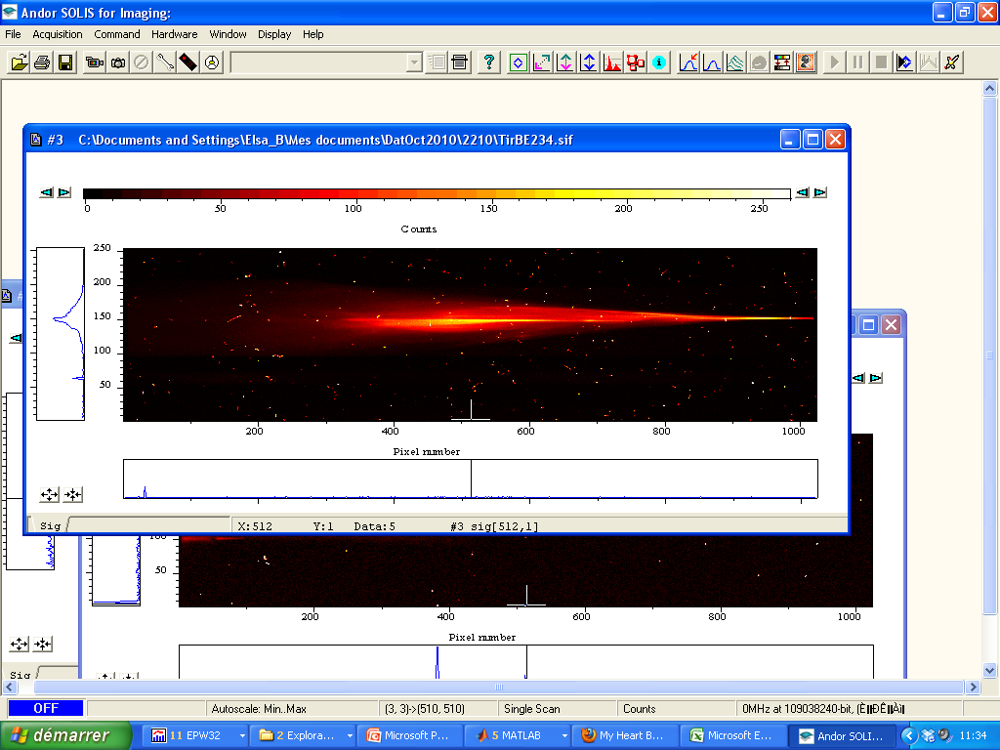 Andor SOLIS for Imaging:
File Acquisition Command Hardware Window Display Help
#3 C:\Documents and Settings\Elsa_B\Mes documents\DatOct2010\2210\TirBE234.sif
0 50 100 150 200 250
Counts
250
200
150
100
50
200 400 600 800 1000
Pixel number
Sig X:512 Y:1 Data:5 #3 sig[512,1]
100
50
200 400 600 800 1000
Pixel number
Sig
OFF Autoscale: Min..Max (3, 3)->(510, 510) Single Scan Counts 0MHz at 109038240-bit,
démarrer 11 EPW32 2 Explora... Microsoft P... 5 MATLAB My Heart B... Microsoft E... Andor SOLI... 11:34